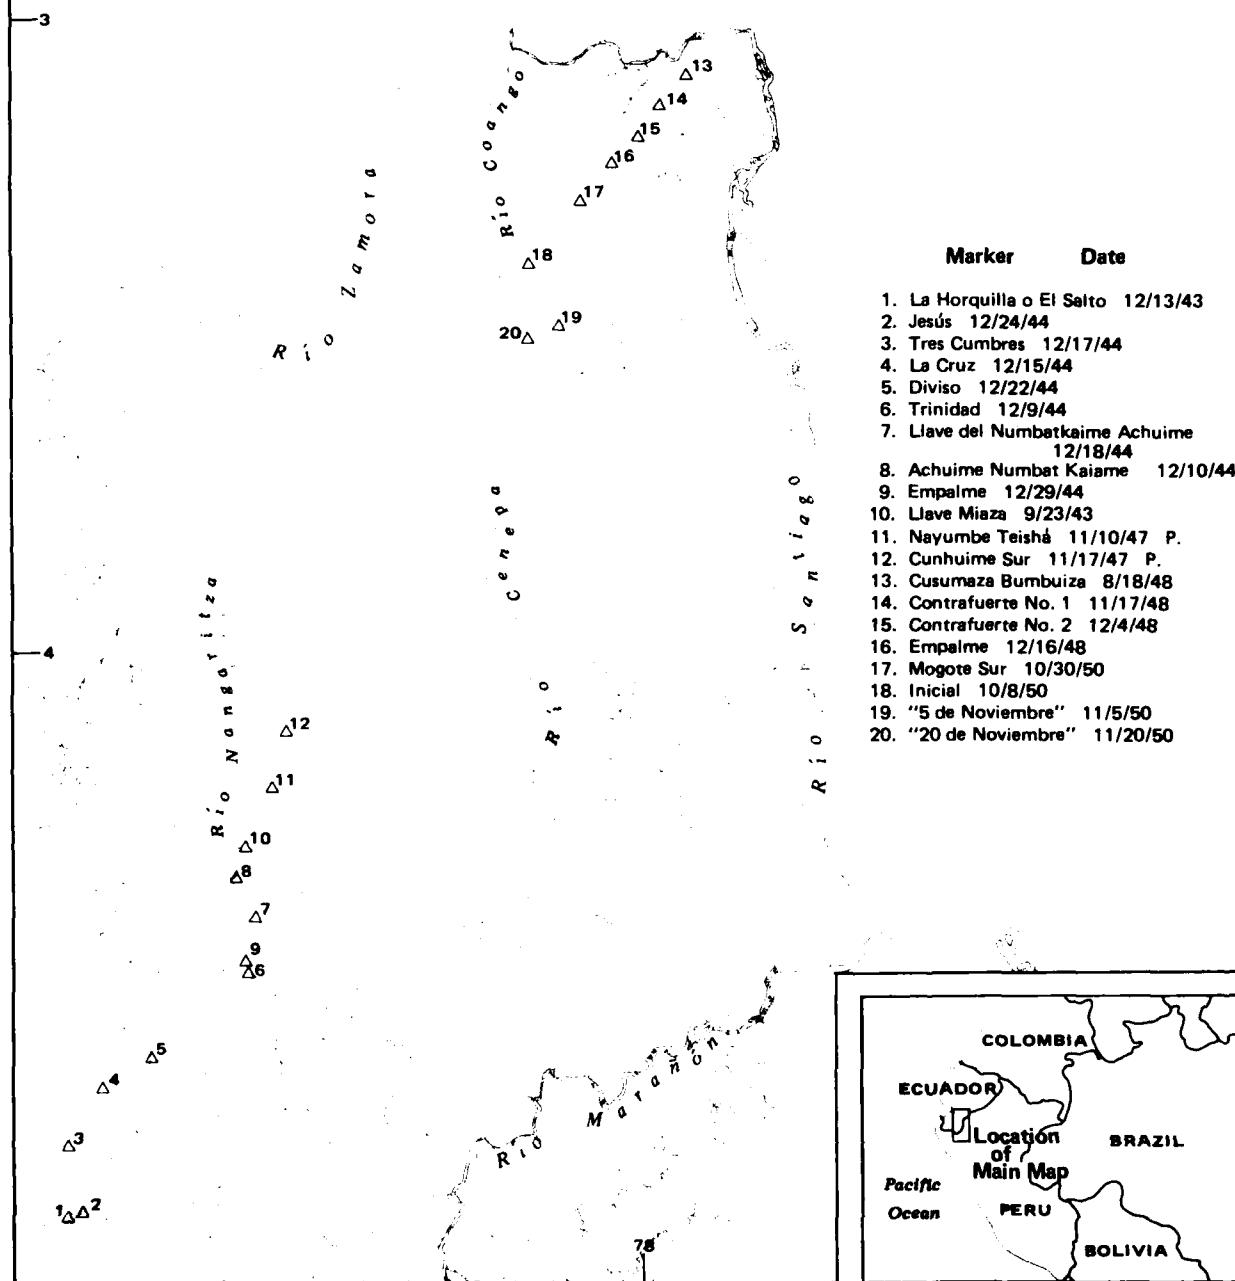 3
Río Coangó
13
14
15
16
17
18
19
20
Río Zamora
Marker Date
1. La Horquilla o El Salto 12/13/43
2. Jesús 12/24/44
3. Tres Cumbres 12/17/44
4. La Cruz 12/15/44
5. Diviso 12/22/44
6. Trinidad 12/9/44
7. Llave del Numbatkaime Achuime
12/18/44
8. Achuime Numbat Kaiame 12/10/44
9. Empalme 12/29/44
10. Llave Miaza 9/23/43
11. Nayumbe Teishá 11/10/47 P.
12. Cunhuime Sur 11/17/47 P.
13. Cusumaza Bumbuiza 8/18/48
14. Contrafuerte No. 1 11/17/48
15. Contrafuerte No. 2 12/4/48
16. Empalme 12/16/48
17. Mogote Sur 10/30/50
18. Inicial 10/8/50
19. "5 de Noviembre" 11/5/50
20. "20 de Noviembre" 11/20/50
Río Cenepa
Río Santiago
4
Río Nangaritza
12
11
10
8
7
9
6
5
4
3
1
2
Río Marañón
78
COLOMBIA
ECUADOR
Location
of
Main Map
BRAZIL
Pacific
Ocean
PERU
BOLIVIA